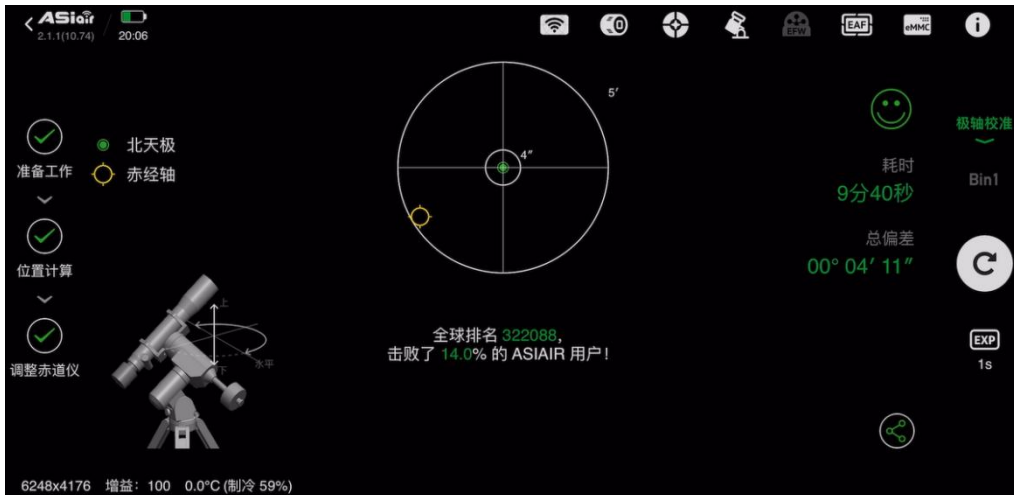 ASiair
2.1.1(10.74)
20:06
EFW
EAF
eMMC
5′
4″
准备工作
北天极
赤经轴
位置计算
调整赤道仪
上
下
水平
全球排名 322088,
击败了 14.0% 的 ASIAIR 用户!
极轴校准
耗时
9分40秒
Bin1
总偏差
00° 04′ 11″
EXP
1s
6248x4176 增益: 100 0.0°C (制冷 59%)